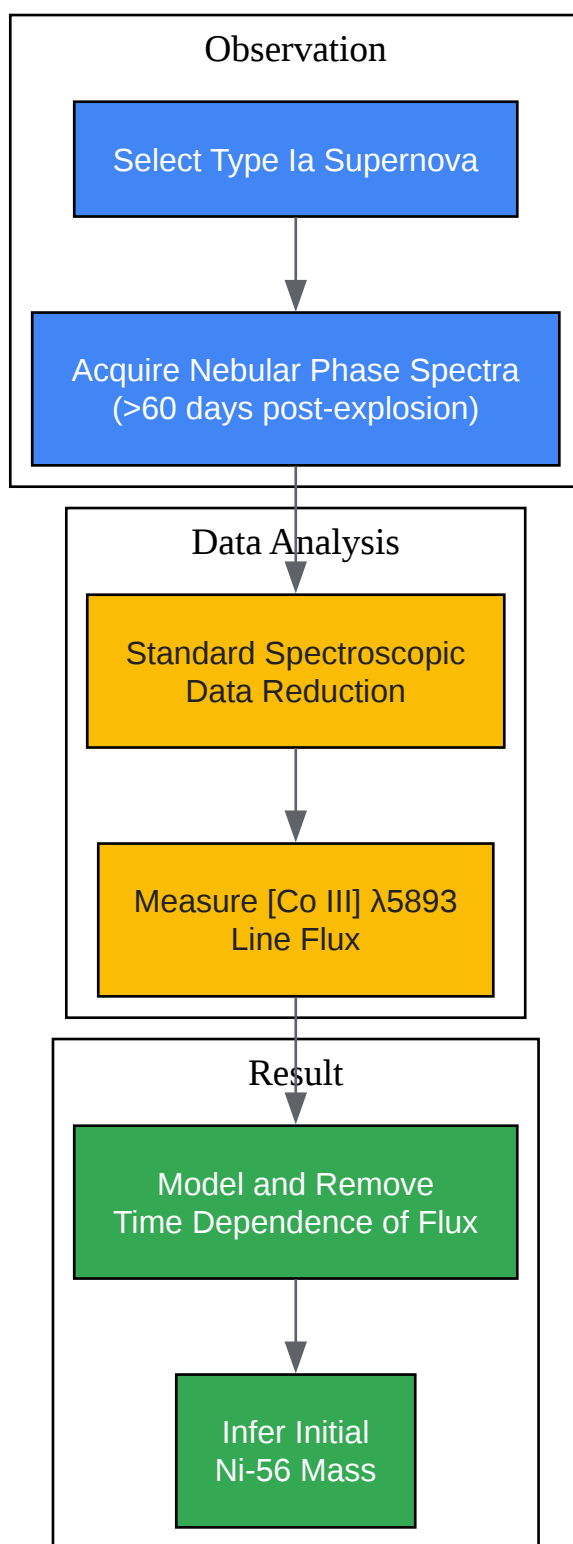 Observation
Select Type Ia Supernova
Acquire Nebular Phase Spectra
(>60 days post-explosion)
Data Analysis
Standard Spectroscopic
Data Reduction
Measure [Co III] λ5893
Line Flux
Result
Model and Remove
Time Dependence of Flux
Infer Initial
Ni-56 Mass